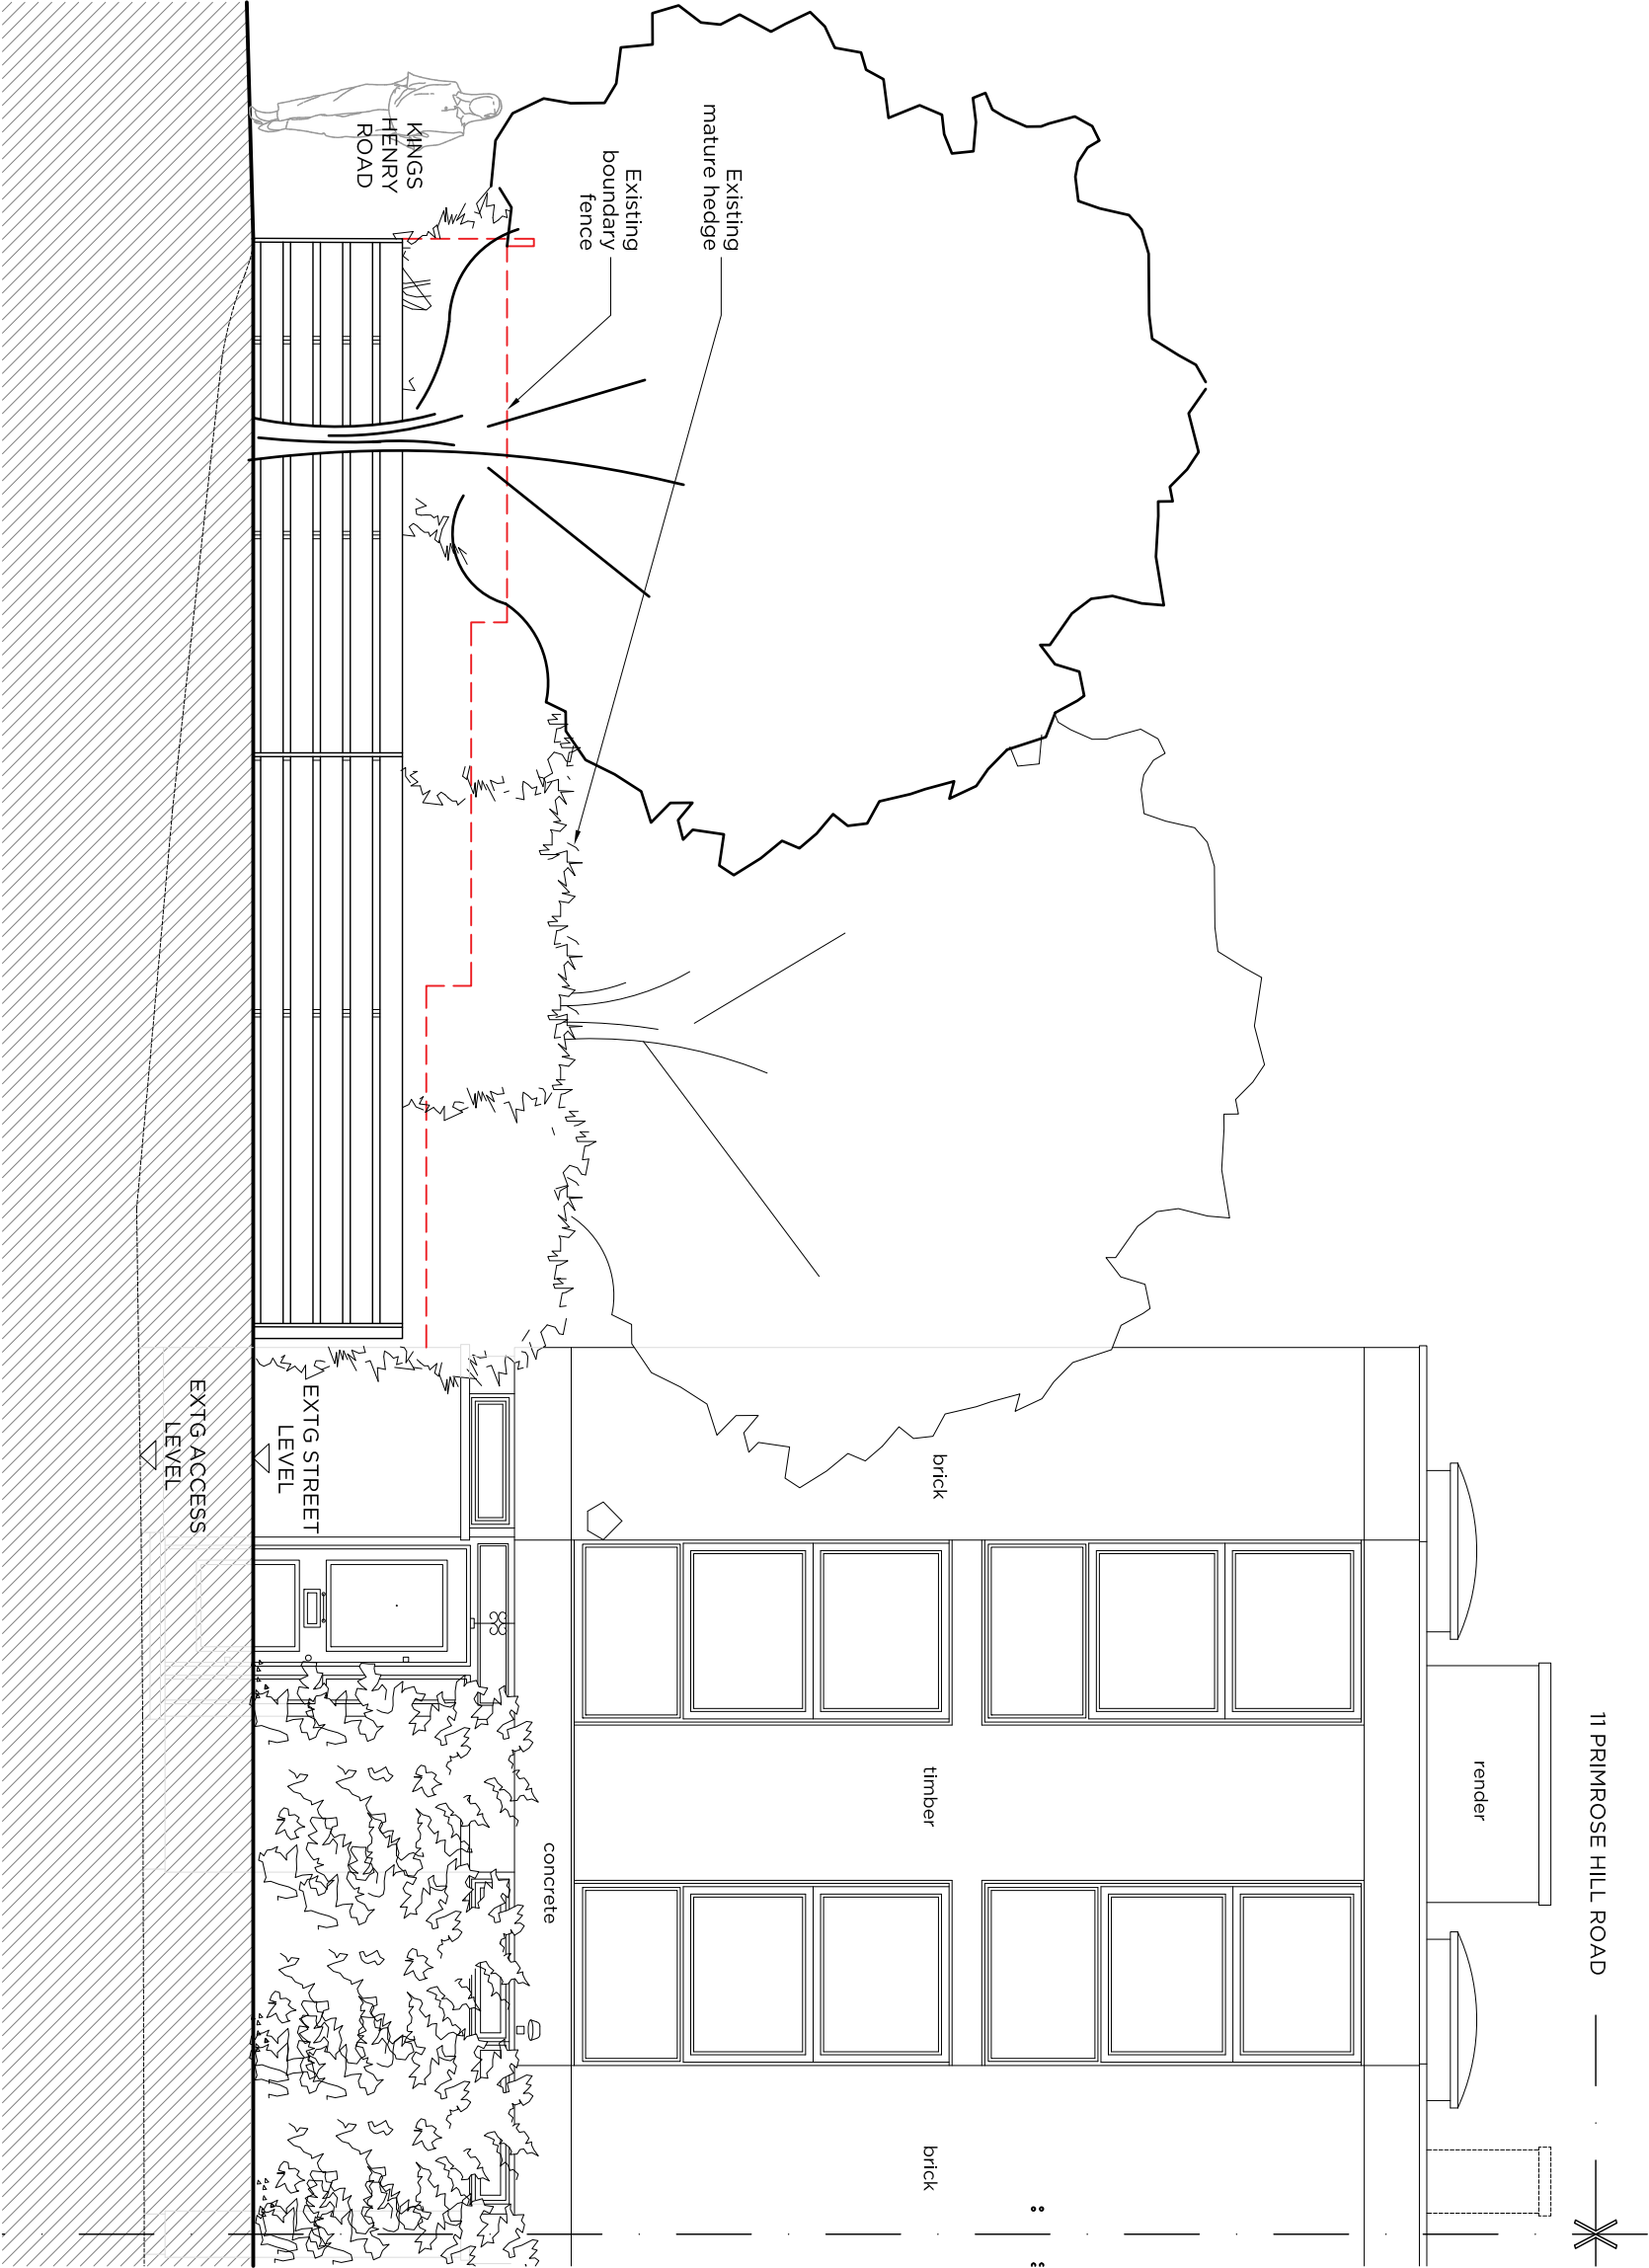 11 PRIMROSE HILL ROAD
render
Existing
mature hedge
Existing
boundary
fence
brick
timber
brick
concrete
KINGS
HENRY
ROAD
EXTG STREET
LEVEL
EXTG ACCESS
LEVEL